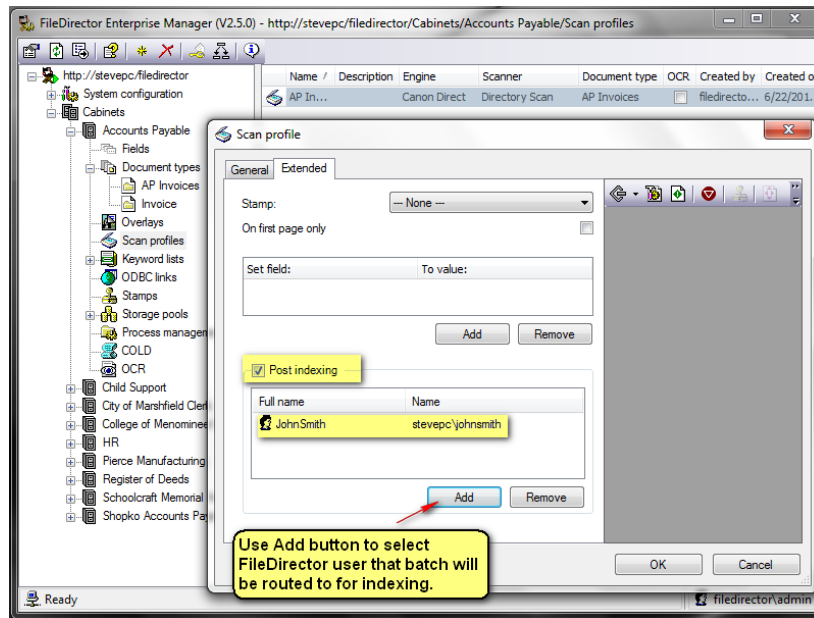 FileDirector Enterprise Manager (V2.5.0) - http://stevepc/filedirector/Cabinets/Accounts Payable/Scan profiles
http://stevepc/filedirector
System configuration
Cabinets
Accounts Payable
Fields
Document types
AP Invoices
Invoice
Overlays
Scan profiles
Keyword lists
ODBC links
Stamps
Storage pools
Process managem
COLD
OCR
Child Support
City of Marshfield Cler
College of Menominee
HR
Pierce Manufacturing
Register of Deeds
Schoolcraft Memorial
Shopko Accounts Pay
Name / Description Engine Scanner Document type OCR Created by Created o
AP In... Canon Direct Directory Scan AP Invoices filedirecto... 6/22/201...
Scan profile
General Extended
Stamp: --- None ---
On first page only
Set field: To value:
Add Remove
Post indexing
Full name Name
JohnSmith stevepc\johnsmith
Add Remove
Use Add button to select
FileDirector user that batch will
be routed to for indexing.
OK Cancel
Ready filedirector\admin